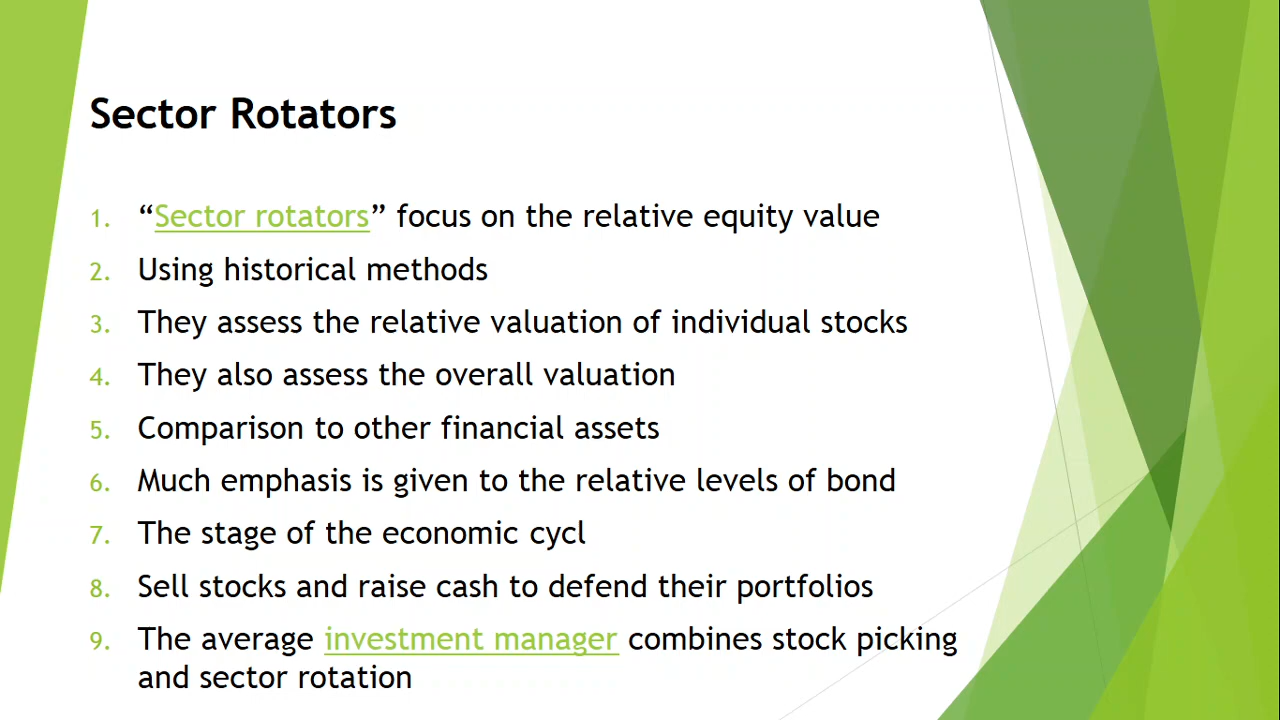 Sector Rotators
1. “Sector rotators” focus on the relative equity value
2. Using historical methods
3. They assess the relative valuation of individual stocks
4. They also assess the overall valuation
5. Comparison to other financial assets
6. Much emphasis is given to the relative levels of bond
7. The stage of the economic cycl
8. Sell stocks and raise cash to defend their portfolios
9. The average investment manager combines stock picking
and sector rotation